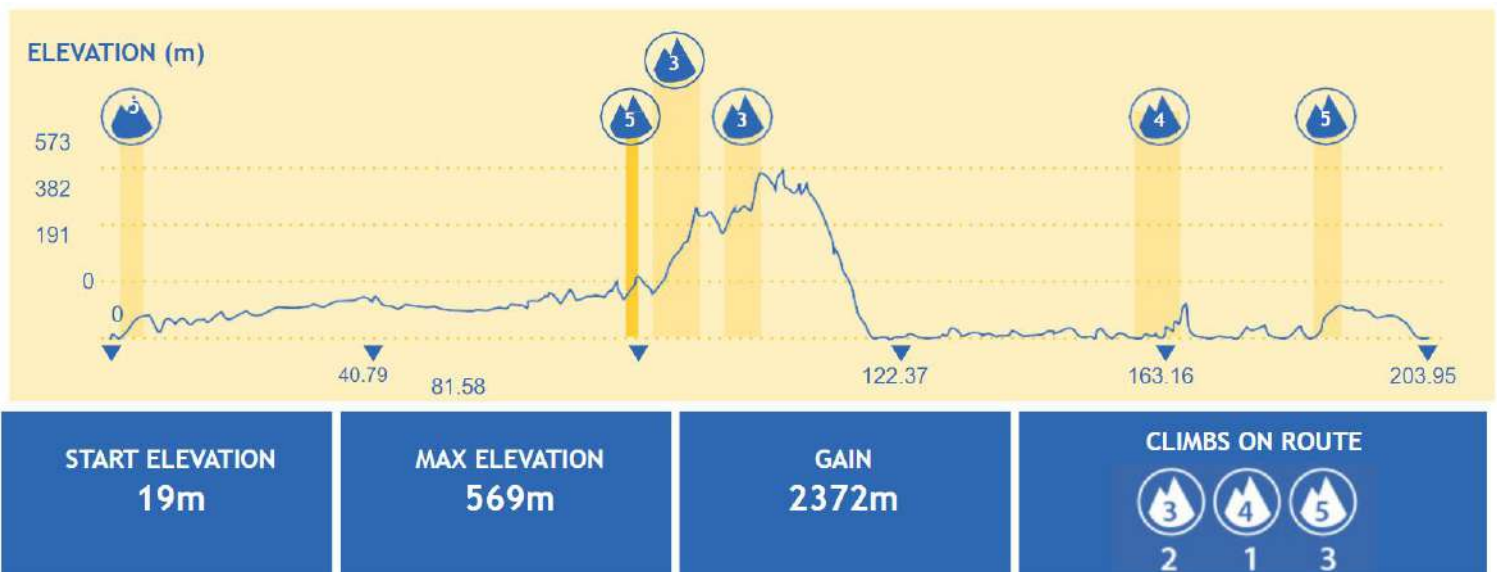 ELEVATION (m)
3
5
5
3
4
5
573
382
191
0
0
40.79
81.58
122.37
163.16
203.95
START ELEVATION
19m
MAX ELEVATION
569m
GAIN
2372m
CLIMBS ON ROUTE
3 4 5
2 1 3